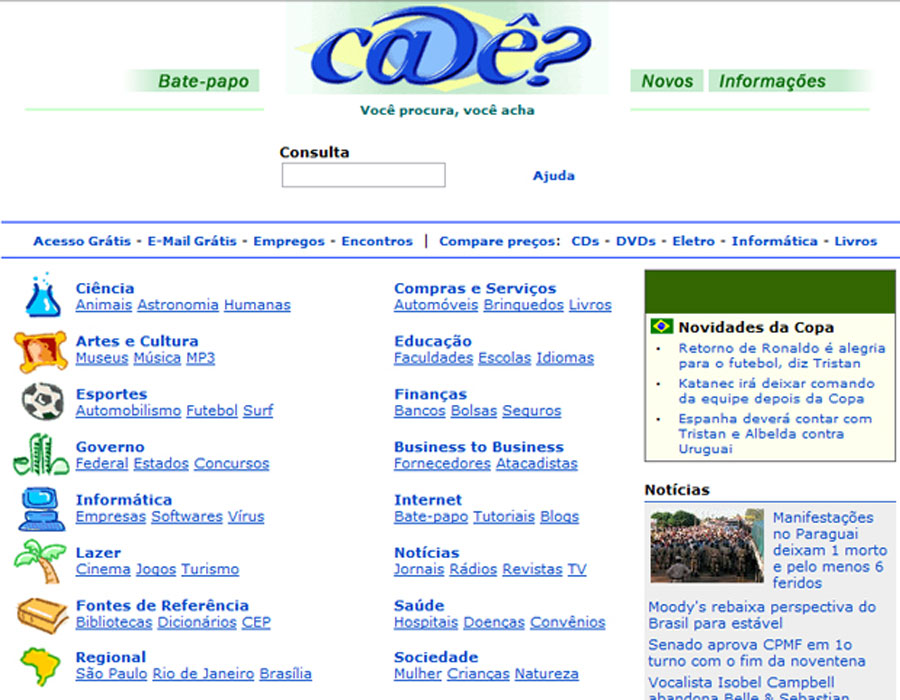 cadê?
Bate-papo
Novos
Informações
Você procura, você acha
Consulta
Ajuda
Acesso Grátis - E-Mail Grátis - Empregos - Encontros | Compare preços: CDs - DVDs - Eletro - Informática - Livros
Ciência
Animais Astronomia Humanas
Artes e Cultura
Museus Música MP3
Esportes
Automobilismo Futebol Surf
Governo
Federal Estados Concursos
Informática
Empresas Softwares Vírus
Lazer
Cinema Jogos Turismo
Fontes de Referência
Bibliotecas Dicionários CEP
Regional
São Paulo Rio de Janeiro Brasília
Compras e Serviços
Automóveis Brinquedos Livros
Educação
Faculdades Escolas Idiomas
Finanças
Bancos Bolsas Seguros
Business to Business
Fornecedores Atacadistas
Internet
Bate-papo Tutoriais Blogs
Notícias
Jornais Rádios Revistas TV
Saúde
Hospitais Doenças Convênios
Sociedade
Mulher Crianças Natureza
Novidades da Copa
• Retorno de Ronaldo é alegria
para o futebol, diz Tristan
• Katanec irá deixar comando
da equipe depois da Copa
• Espanha deverá contar com
Tristan e Albelda contra
Uruguai
Notícias
Manifestações
no Paraguai
deixam 1 morto
e pelo menos 6
feridos
Moody's rebaixa perspectiva do
Brasil para estável
Senado aprova CPMF em 1o
turno com o fim da noventena
Vocalista Isobel Campbell
abandona Belle & Sebastian